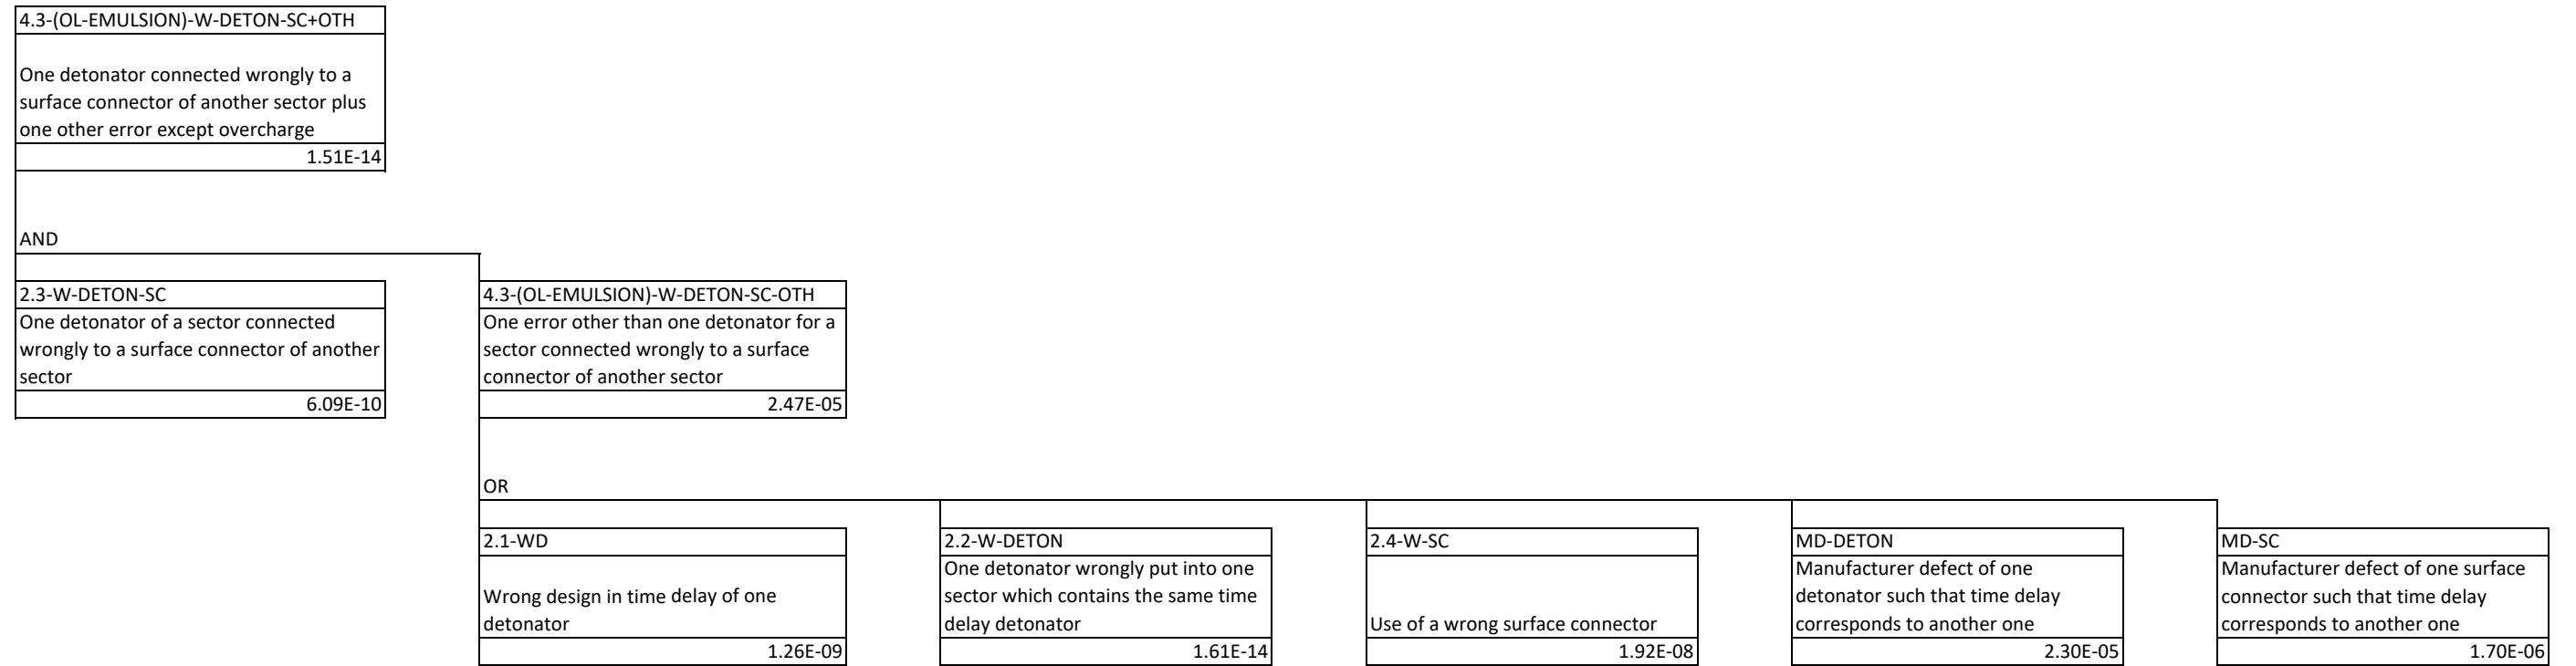 4.3-(OL-EMULSION)-W-DETON-SC+OTH
One detonator connected wrongly to a
surface connector of another sector plus
one other error except overcharge
1.51E-14
AND
2.3-W-DETON-SC
One detonator of a sector connected
wrongly to a surface connector of another
sector
6.09E-10
4.3-(OL-EMULSION)-W-DETON-SC-OTH
One error other than one detonator for a
sector connected wrongly to a surface
connector of another sector
2.47E-05
OR
2.1-WD
Wrong design in time delay of one
detonator
1.26E-09
2.2-W-DETON
One detonator wrongly put into one
sector which contains the same time
delay detonator
1.61E-14
2.4-W-SC
Use of a wrong surface connector
1.92E-08
MD-DETON
Manufacturer defect of one
detonator such that time delay
corresponds to another one
2.30E-05
MD-SC
Manufacturer defect of one surface
connector such that time delay
corresponds to another one
1.70E-06